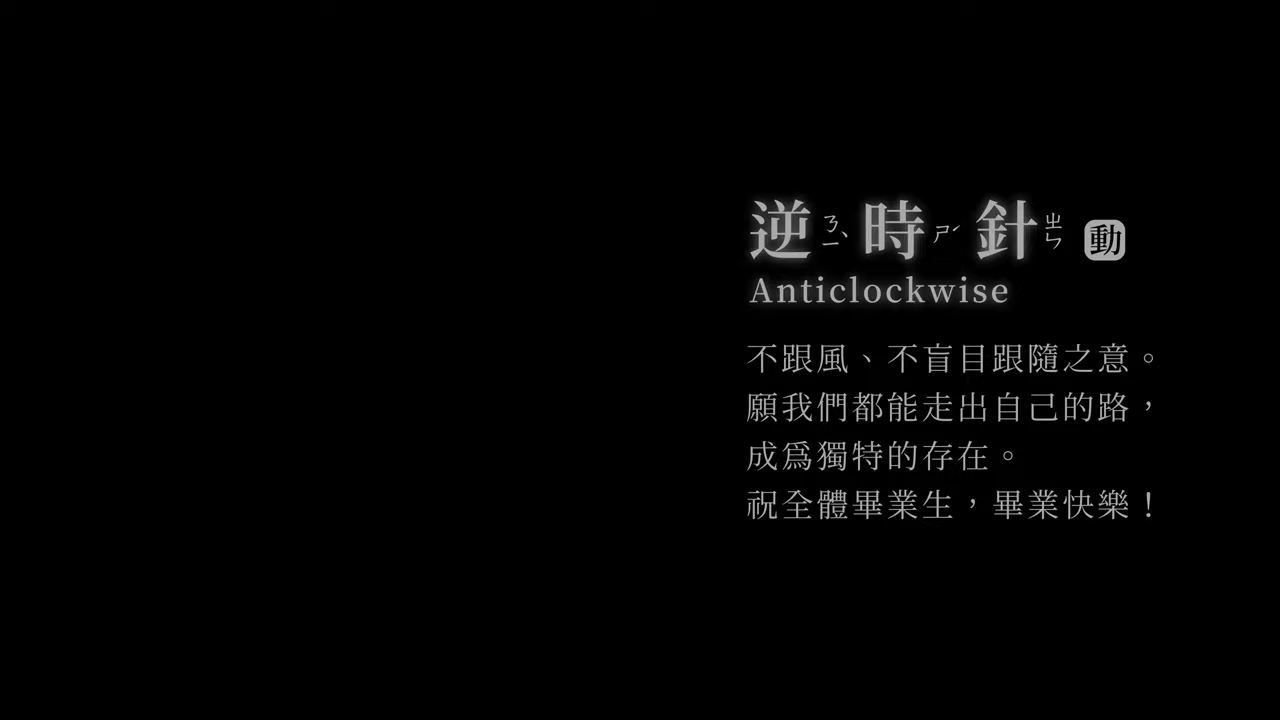 逆ㄋㄧˋ時ㄕˊ針ㄓㄣ 動
Anticlockwise
不跟風、不盲目跟隨之意。
願我們都能走出自己的路，
成爲獨特的存在。
祝全體畢業生，畢業快樂！